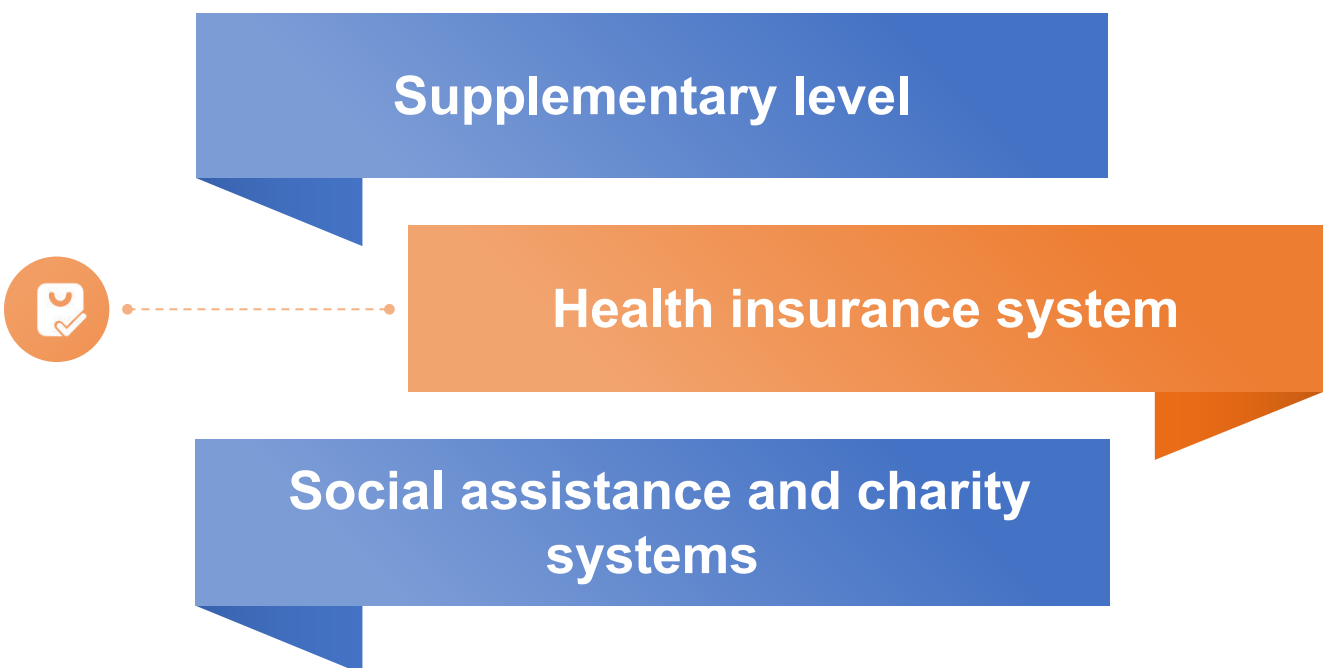 Supplementary level
Health insurance system
Social assistance and charity
systems